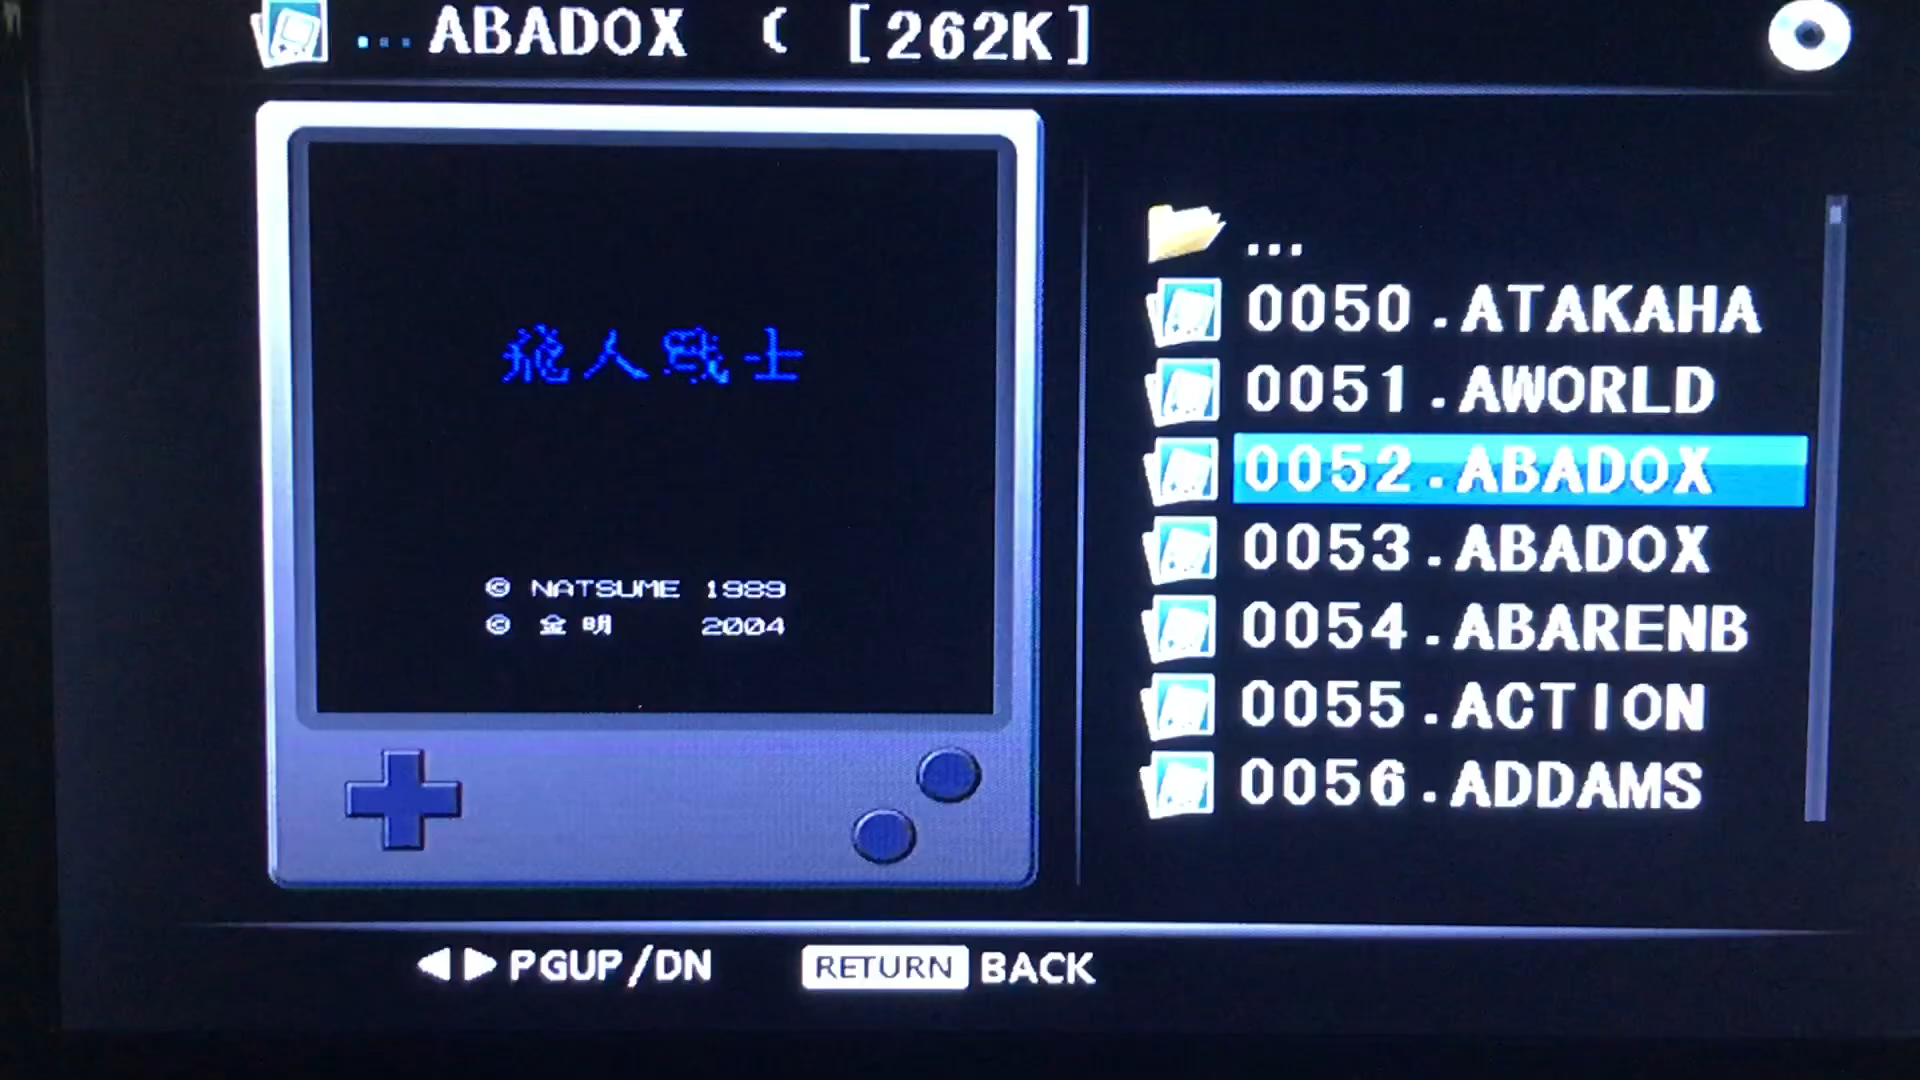 ...ABADOX ( [262K]
飛人戰士
© NATSUME 1989
© 金明 2004
...
0050.ATAKAHA
0051.AWORLD
0052.ABADOX
0053.ABADOX
0054.ABARENB
0055.ACTION
0056.ADDAMS
PGUP/DN RETURN BACK